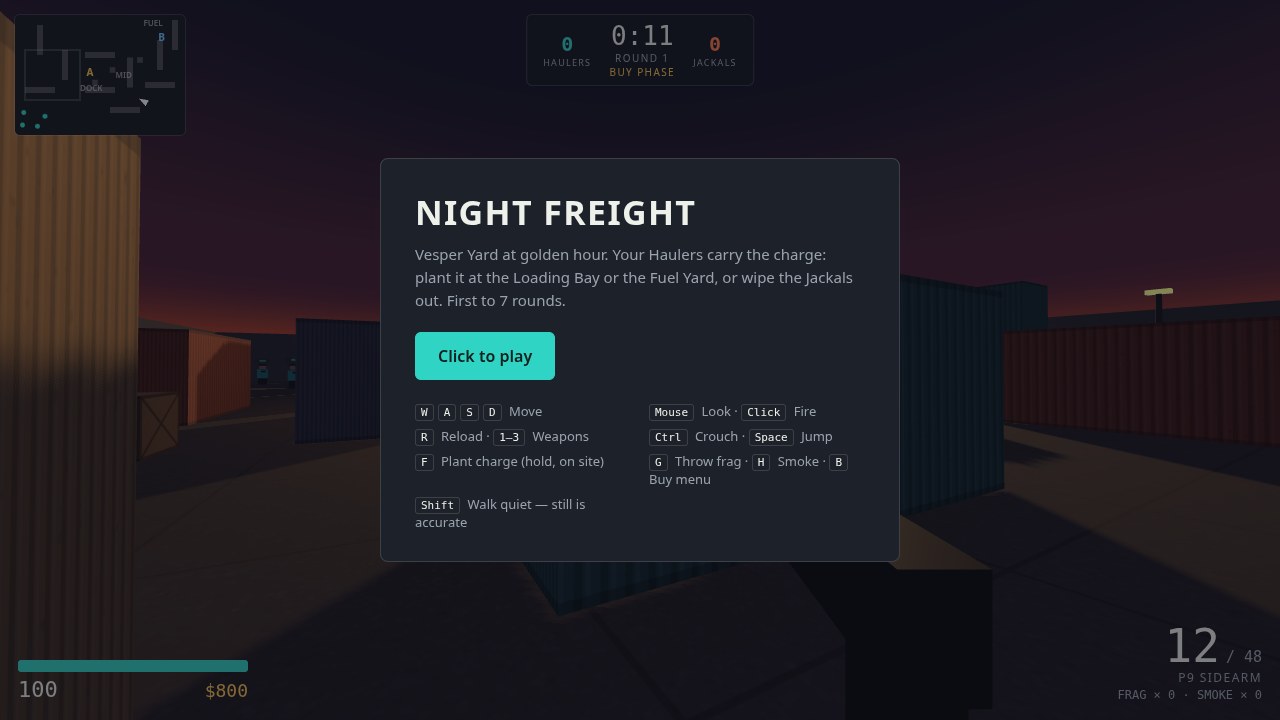 FUEL
B
A
MID
DOCK
0
HAULERS
0:11
ROUND 1
BUY PHASE
0
JACKALS
NIGHT FREIGHT
Vesper Yard at golden hour. Your Haulers carry the charge:
plant it at the Loading Bay or the Fuel Yard, or wipe the Jackals
out. First to 7 rounds.
Click to play
W A S D Move
Mouse Look · Click Fire
R Reload · 1–3 Weapons
Ctrl Crouch · Space Jump
F Plant charge (hold, on site)
G Throw frag · H Smoke · B
Buy menu
Shift Walk quiet — still is
accurate
100
$800
12 / 48
P9 SIDEARM
FRAG × 0 · SMOKE × 0